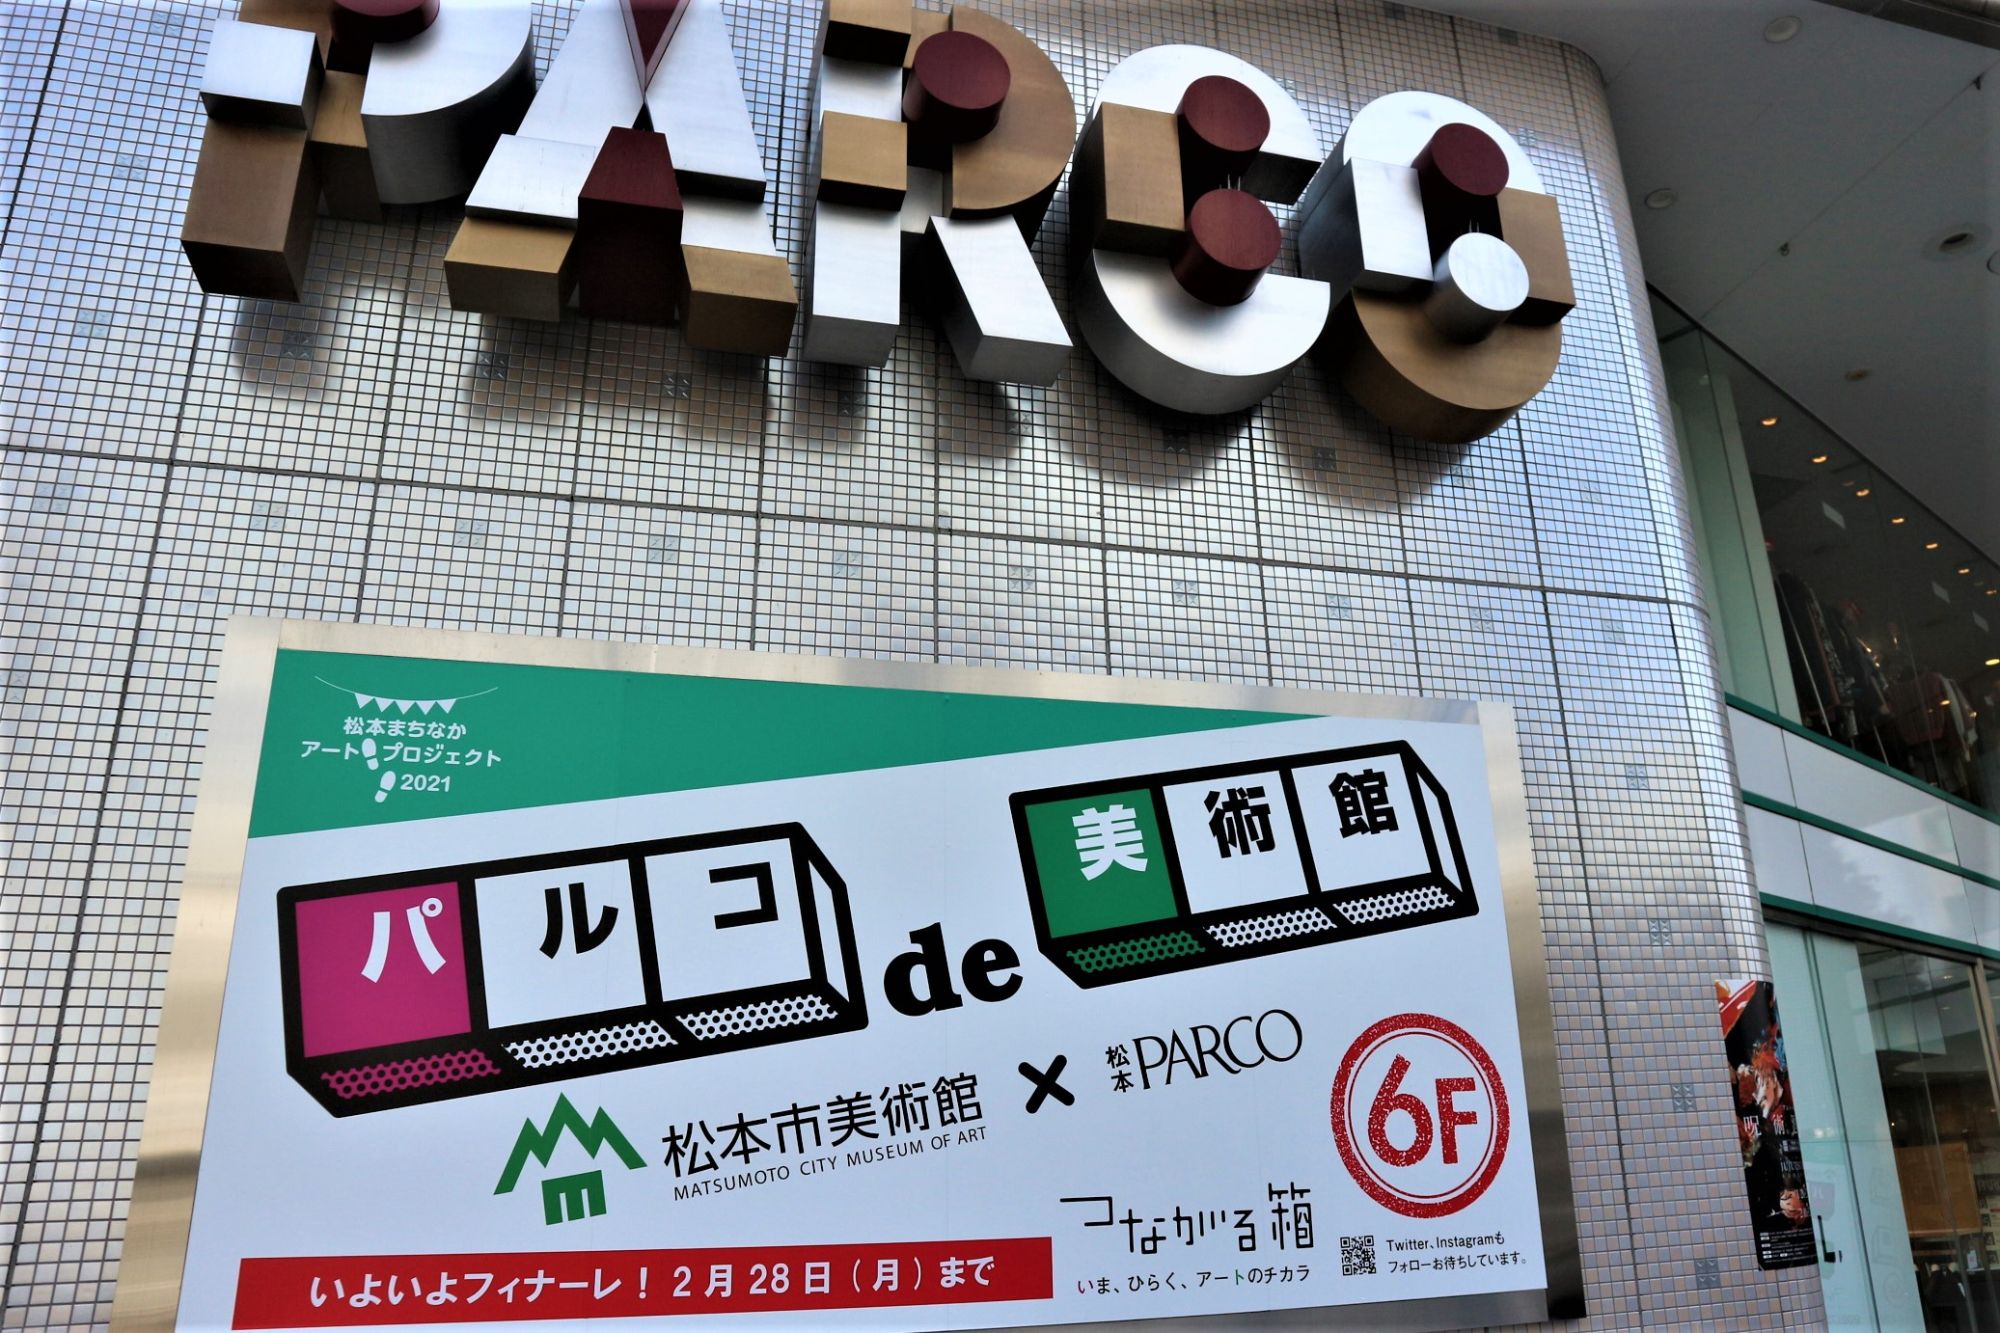 PARCO
松本まちなか
アートプロジェクト
2021
パルコ de 美術館
松本市美術館
MATSUMOTO CITY MUSEUM OF ART
×
松本 PARCO
6F
つながる箱
いま、ひらく、アートのチカラ
Twitter、Instagramも
フォローお待ちしています。
いよいよフィナーレ！2月28日(月)まで